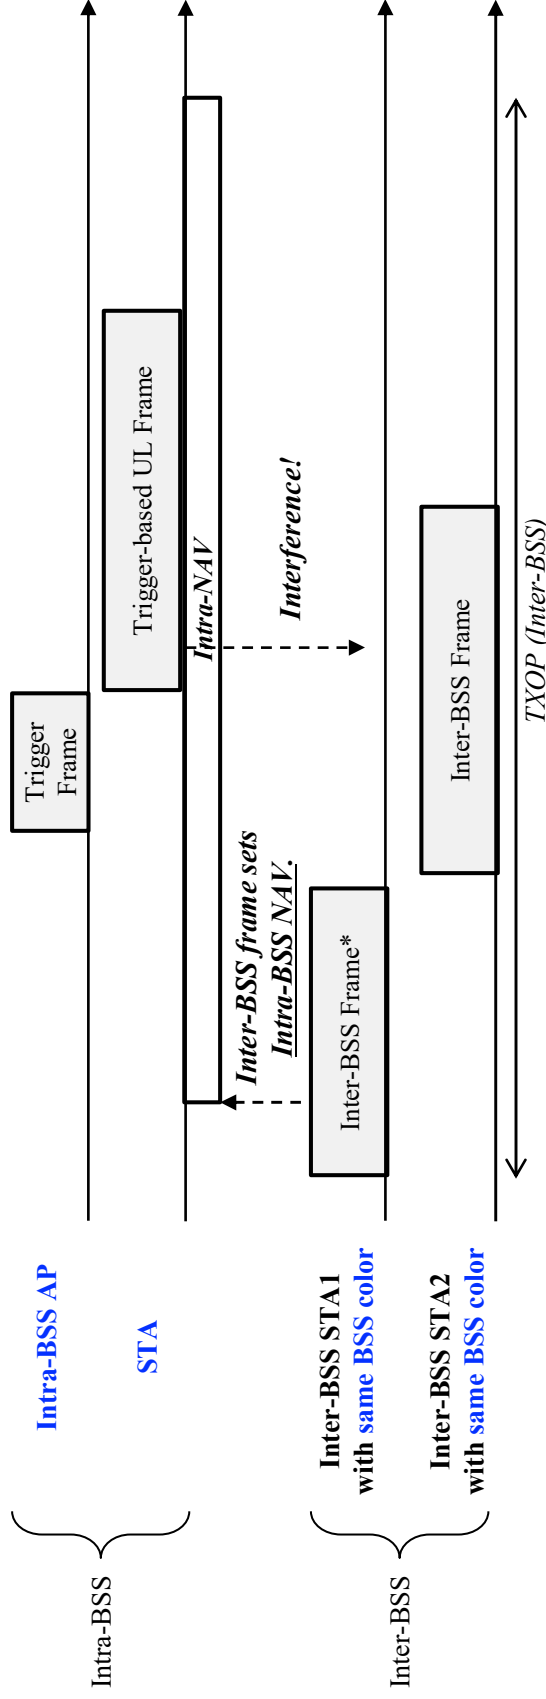 Intra-BSS
Intra-BSS AP
Trigger
Frame
STA
Trigger-based UL Frame
Intra-NAV
Inter-BSS frame sets
Intra-BSS NAV.
Interference!
Inter-BSS
Inter-BSS STA1
with same BSS color
Inter-BSS Frame*
Inter-BSS STA2
with same BSS color
Inter-BSS Frame
TXOP (Inter-BSS)